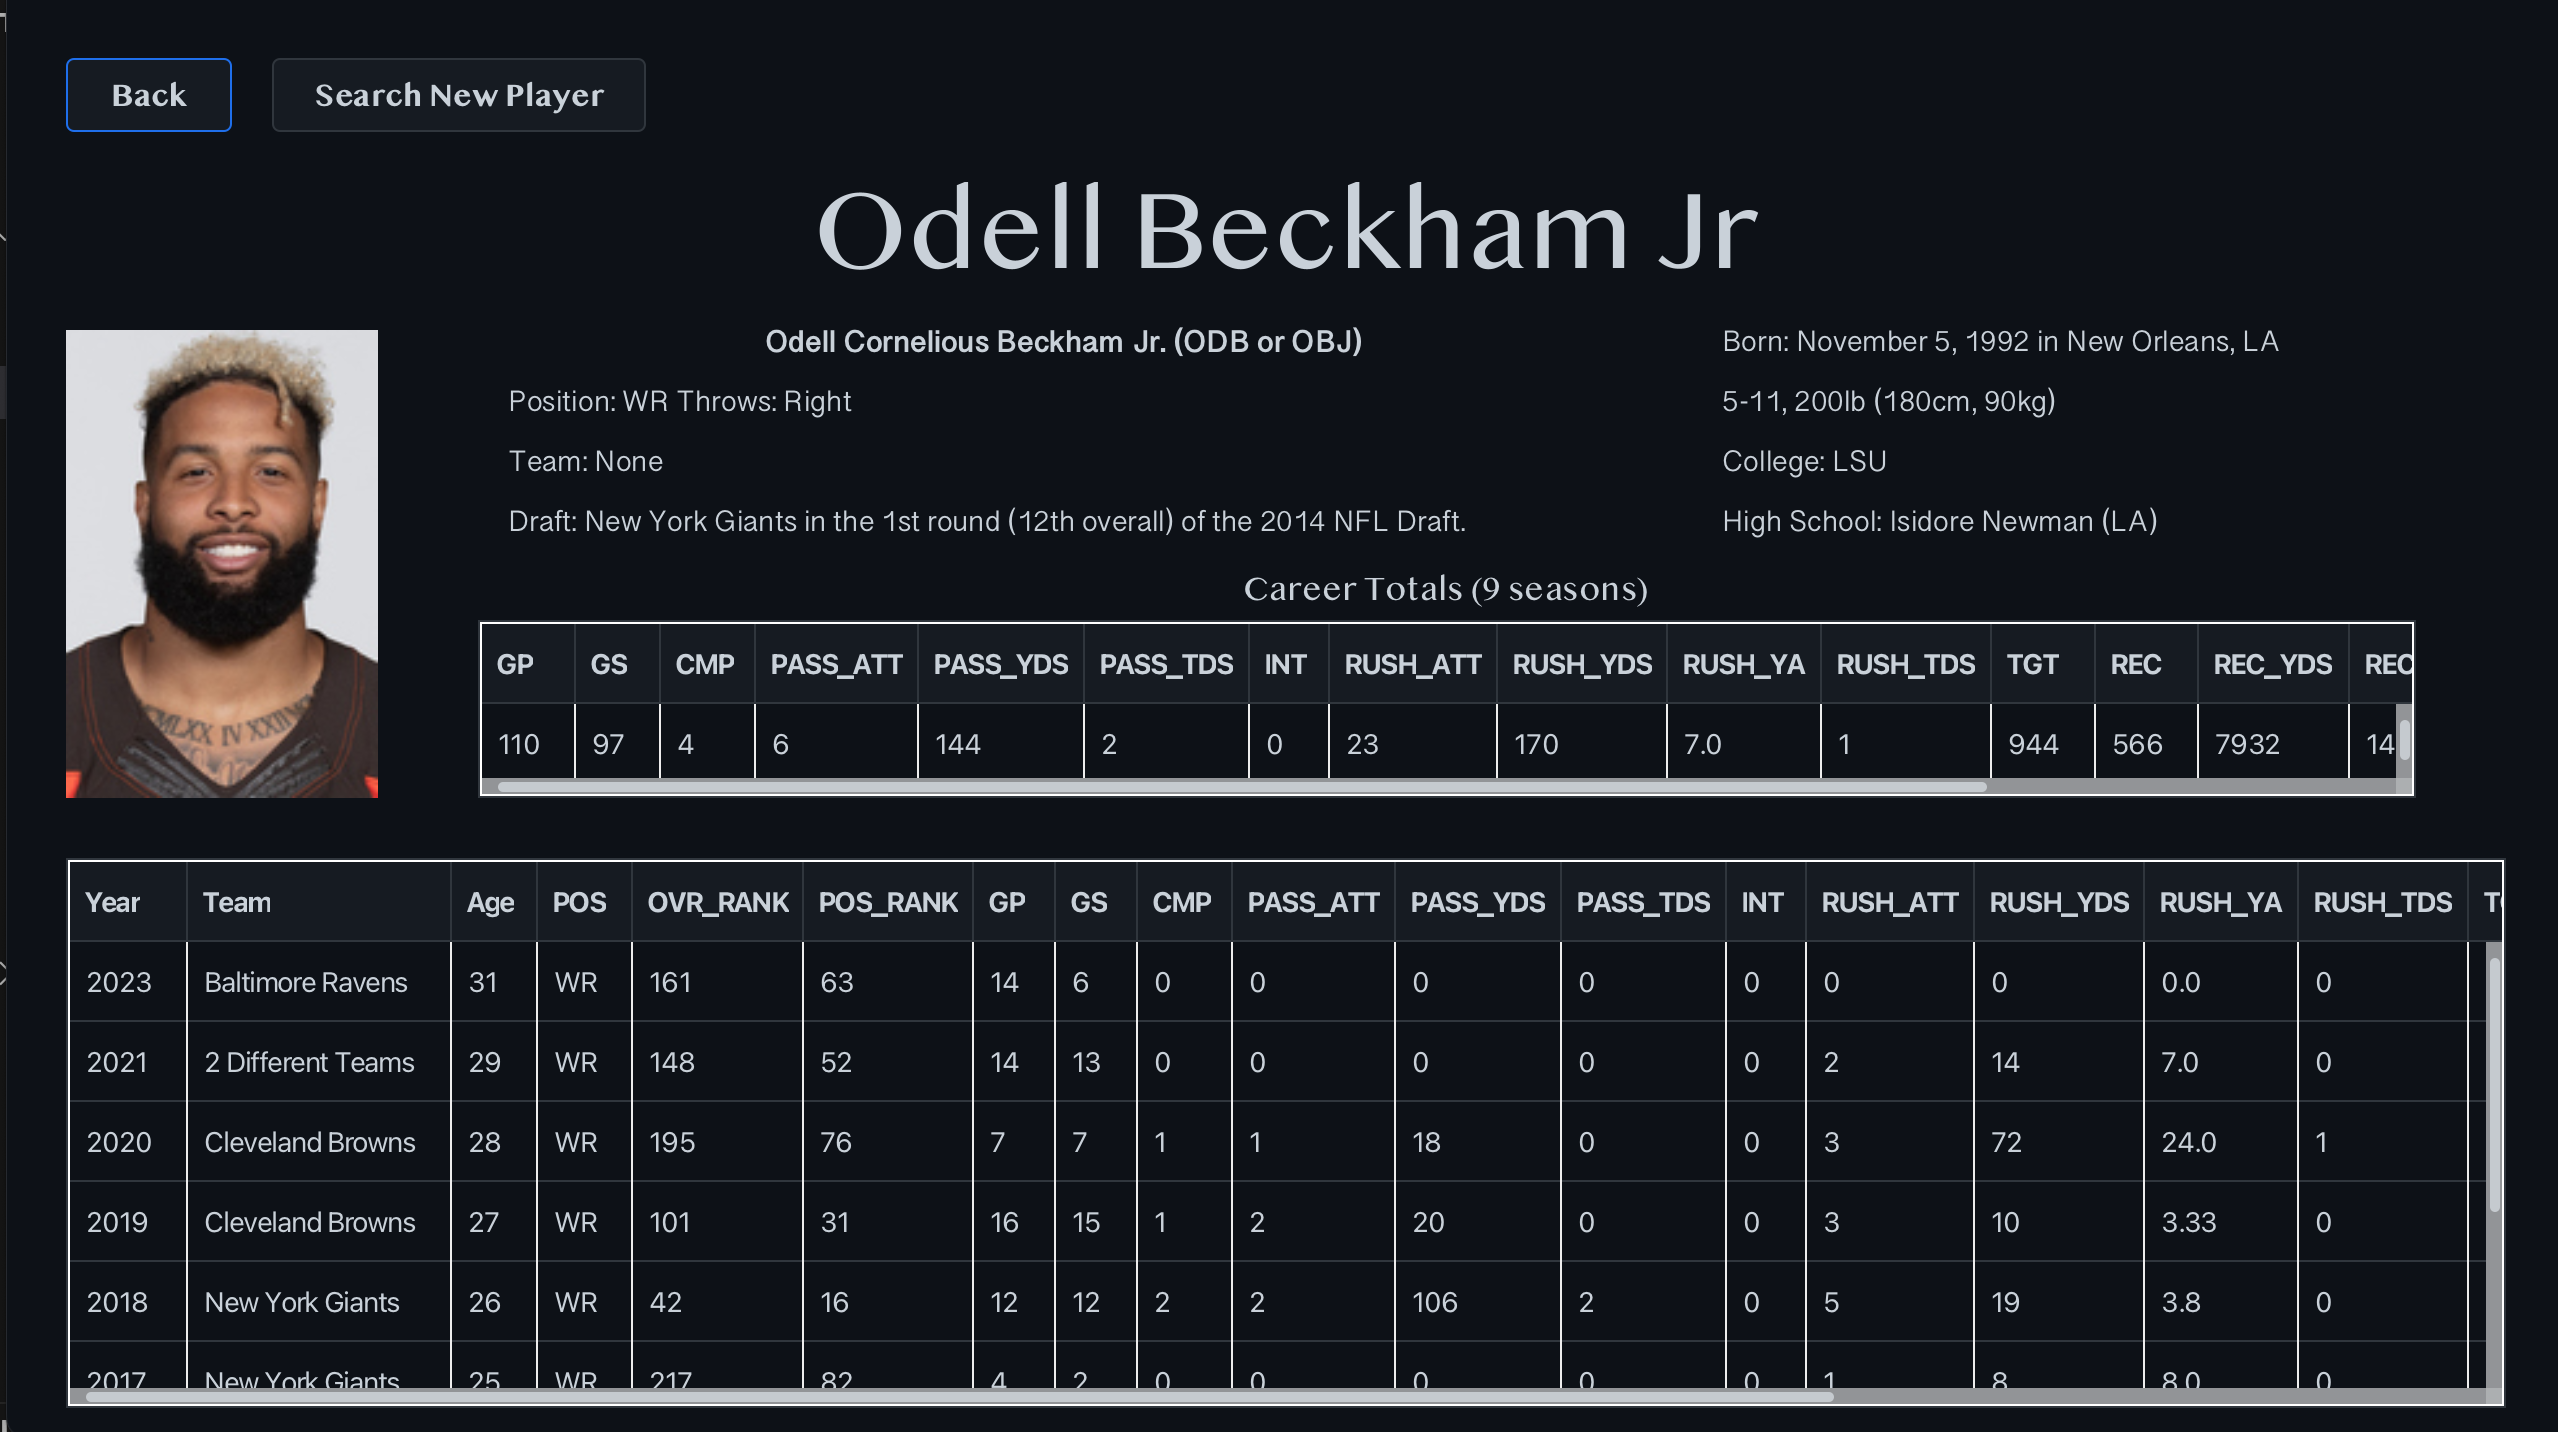 Back Search New Player
Odell Beckham Jr
Odell Cornelious Beckham Jr. (ODB or OBJ)
Position: WR Throws: Right
Team: None
Draft: New York Giants in the 1st round (12th overall) of the 2014 NFL Draft.
Born: November 5, 1992 in New Orleans, LA
5-11, 200lb (180cm, 90kg)
College: LSU
High School: Isidore Newman (LA)
Career Totals (9 seasons)
GP GS CMP PASS_ATT PASS_YDS PASS_TDS INT RUSH_ATT RUSH_YDS RUSH_YA RUSH_TDS TGT REC REC_YDS REC
110 97 4 6 144 2 0 23 170 7.0 1 944 566 7932 14
Year Team Age POS OVR_RANK POS_RANK GP GS CMP PASS_ATT PASS_YDS PASS_TDS INT RUSH_ATT RUSH_YDS RUSH_YA RUSH_TDS
2023 Baltimore Ravens 31 WR 161 63 14 6 0 0 0 0 0 0 0 0.0 0
2021 2 Different Teams 29 WR 148 52 14 13 0 0 0 0 0 2 14 7.0 0
2020 Cleveland Browns 28 WR 195 76 7 7 1 1 18 0 0 3 72 24.0 1
2019 Cleveland Browns 27 WR 101 31 16 15 1 2 20 0 0 3 10 3.33 0
2018 New York Giants 26 WR 42 16 12 12 2 2 106 2 0 5 19 3.8 0
2017 New York Giants 25 WR 217 82 4 2 0 0 0 0 0 1 8 8.0 0